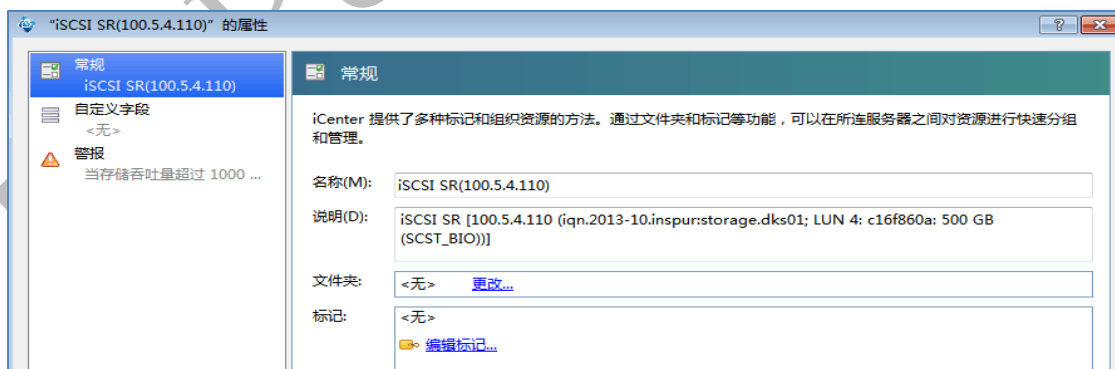 “iSCSI SR(100.5.4.110)” 的属性
常规
iSCSI SR(100.5.4.110)
自定义字段
<无>
警报
当存储吞吐量超过 1000 ...
常规
iCenter 提供了多种标记和组织资源的方法。通过文件夹和标记等功能，可以在所连服务器之间对资源进行快速分组
和管理。
名称(M): iSCSI SR(100.5.4.110)
说明(D): iSCSI SR [100.5.4.110 (iqn.2013-10.inspur:storage.dks01; LUN 4: c16f860a: 500 GB
(SCST_BIO))]
文件夹: <无> 更改...
标记: <无>
编辑标记...